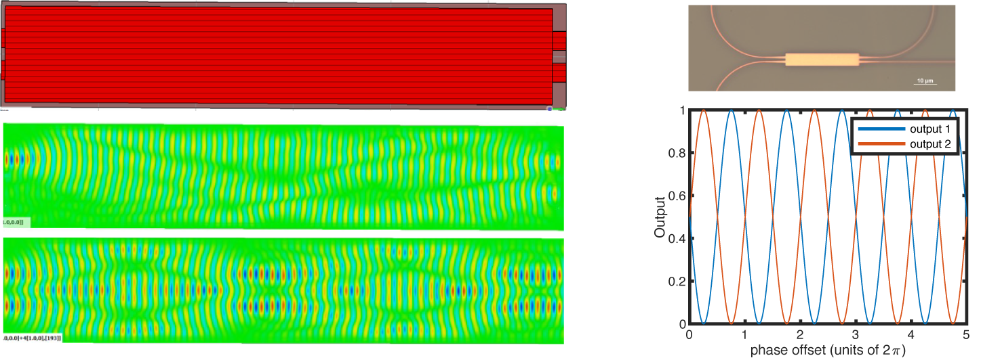 10 μm
1.0,0.0]]
.0,0.0]+4[1.0,0],[193]]
output 1
output 2
1
0.8
0.6
0.4
0.2
0
Output
0 1 2 3 4 5
phase offset (units of 2π)